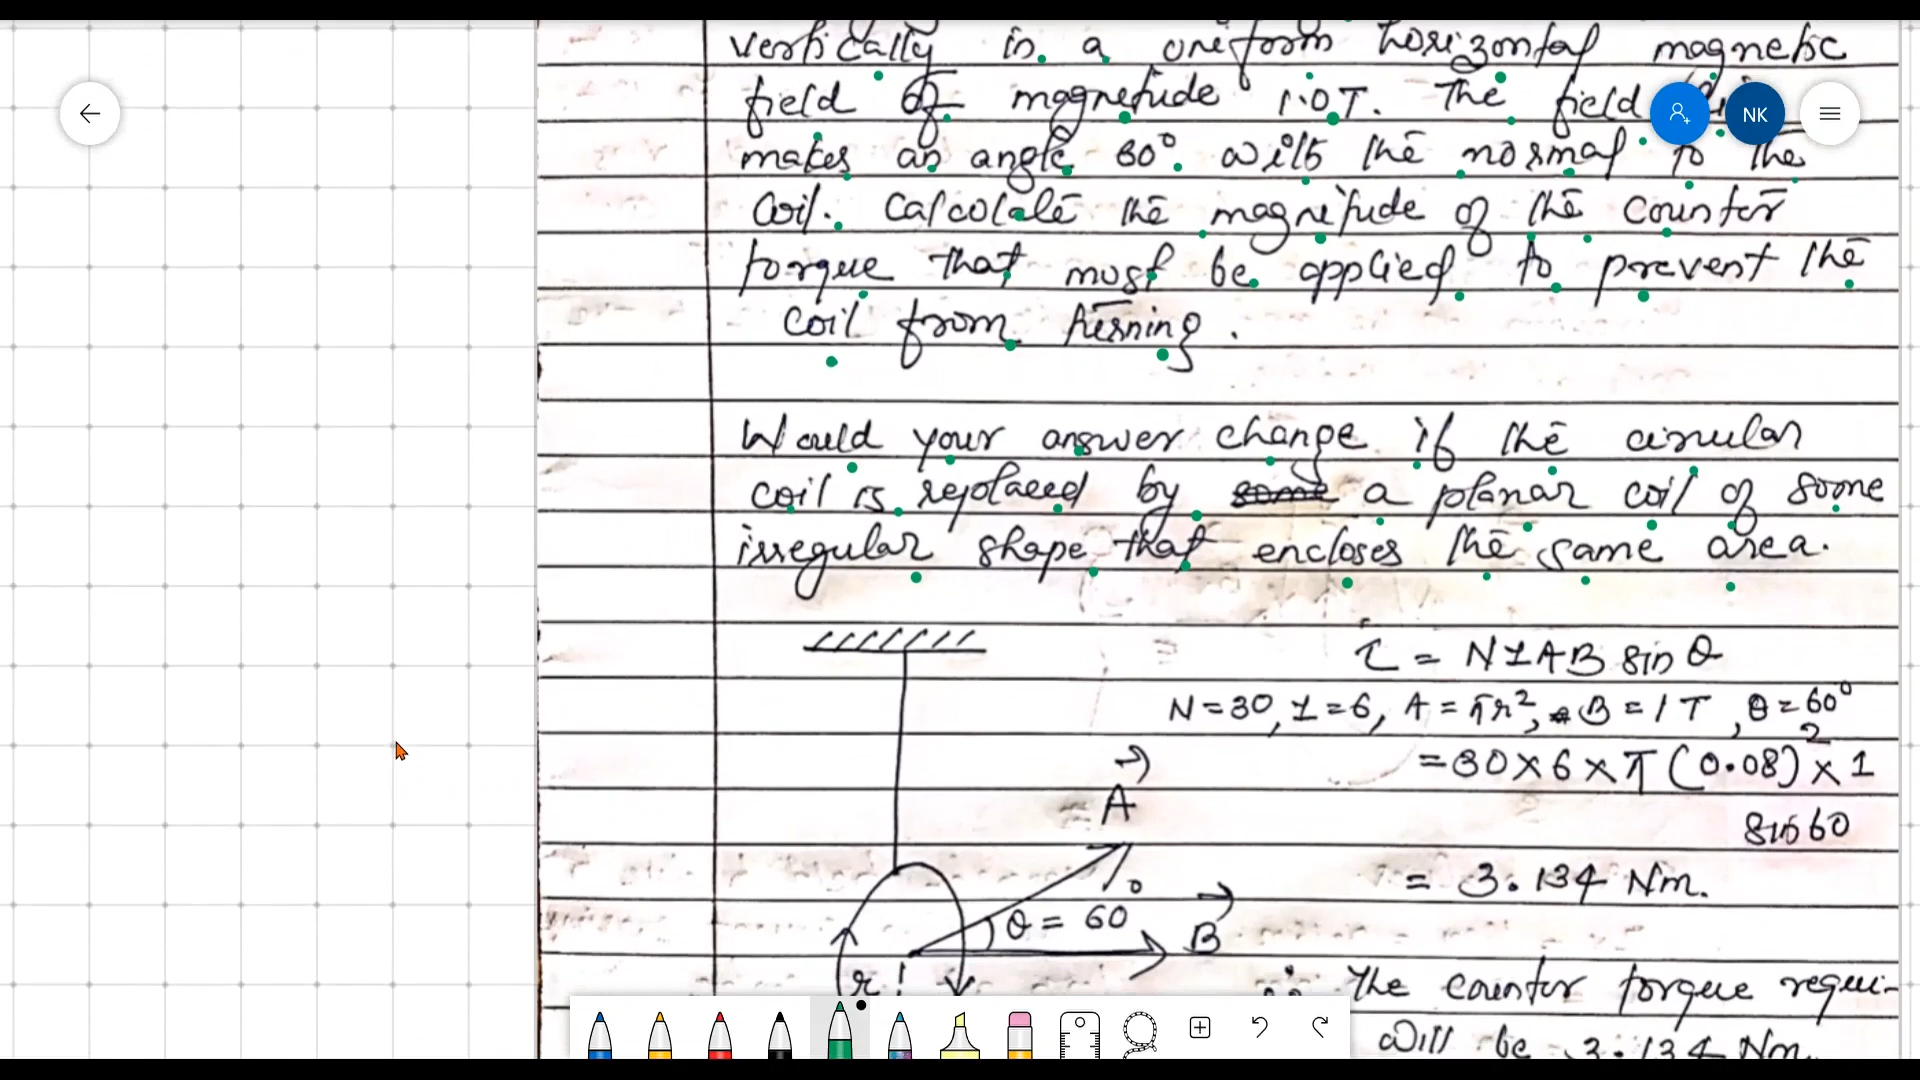 vertically in a uniform horizontal magnetic
field of magnetude 1.0T. The field
makes an angle 60° with the normal to the
Coil. Calculate the magnitude of the counter
torque that must be applied to prevent the
coil from turning.
Would your answer change if the circular
coil is replaced by some a planar coil of some
irregular shape that encloses the same area.
τ = NIAB sin θ
N=30, I=6, A=πr², B=1T, θ=60°
=30×6×π(0.08)²×1
sin60
= 3.134 Nm.
A
θ = 60°
B
r
∴ The counter torque requi-
will be 3.134 Nm.
NK